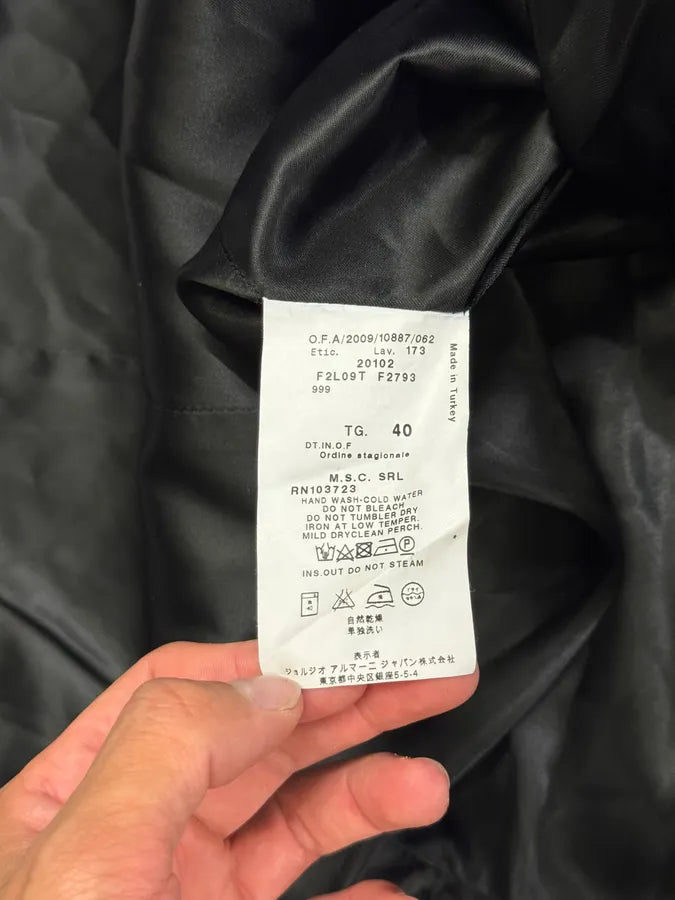 O.F.A/2009/10887/062
Etic. Lav. 173
20102
F2L09T F2793
999
Made in Turkey
TG. 40
DT.IN.O.F
Ordine stagionale
M.S.C. SRL
RN103723
HAND WASH-COLD WATER
DO NOT BLEACH
DO NOT TUMBLER DRY
IRON AT LOW TEMPER.
MILD DRYCLEAN PERCH.
P
INS.OUT DO NOT STEAM
40
自然乾燥
単独洗い
表示者
ジョルジオ アルマーニ ジャパン株式会社
東京都中央区銀座5-5-4